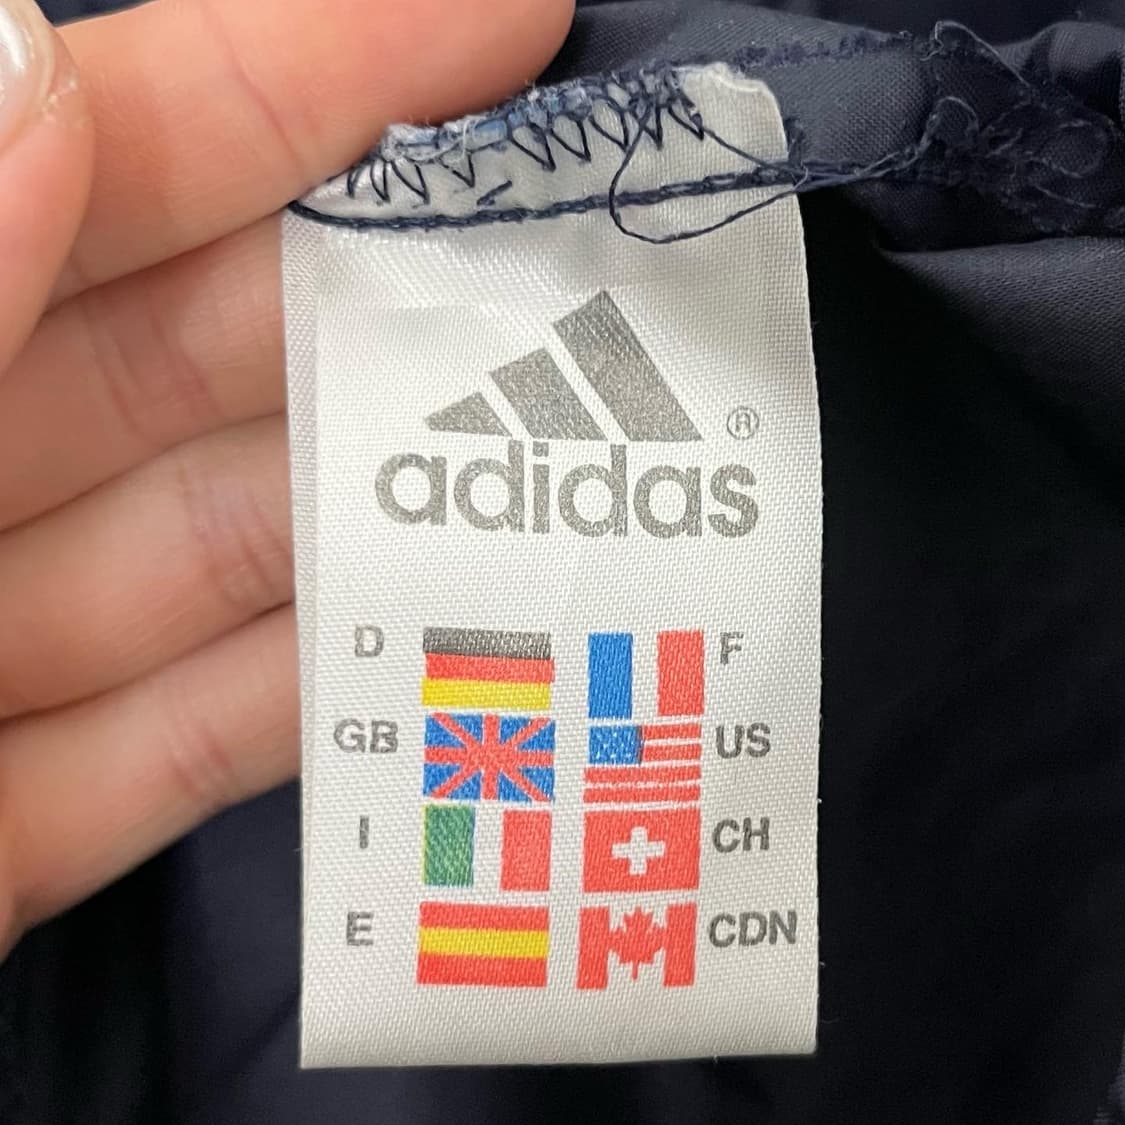 adidas ®
D F
GB US
I CH
E CDN